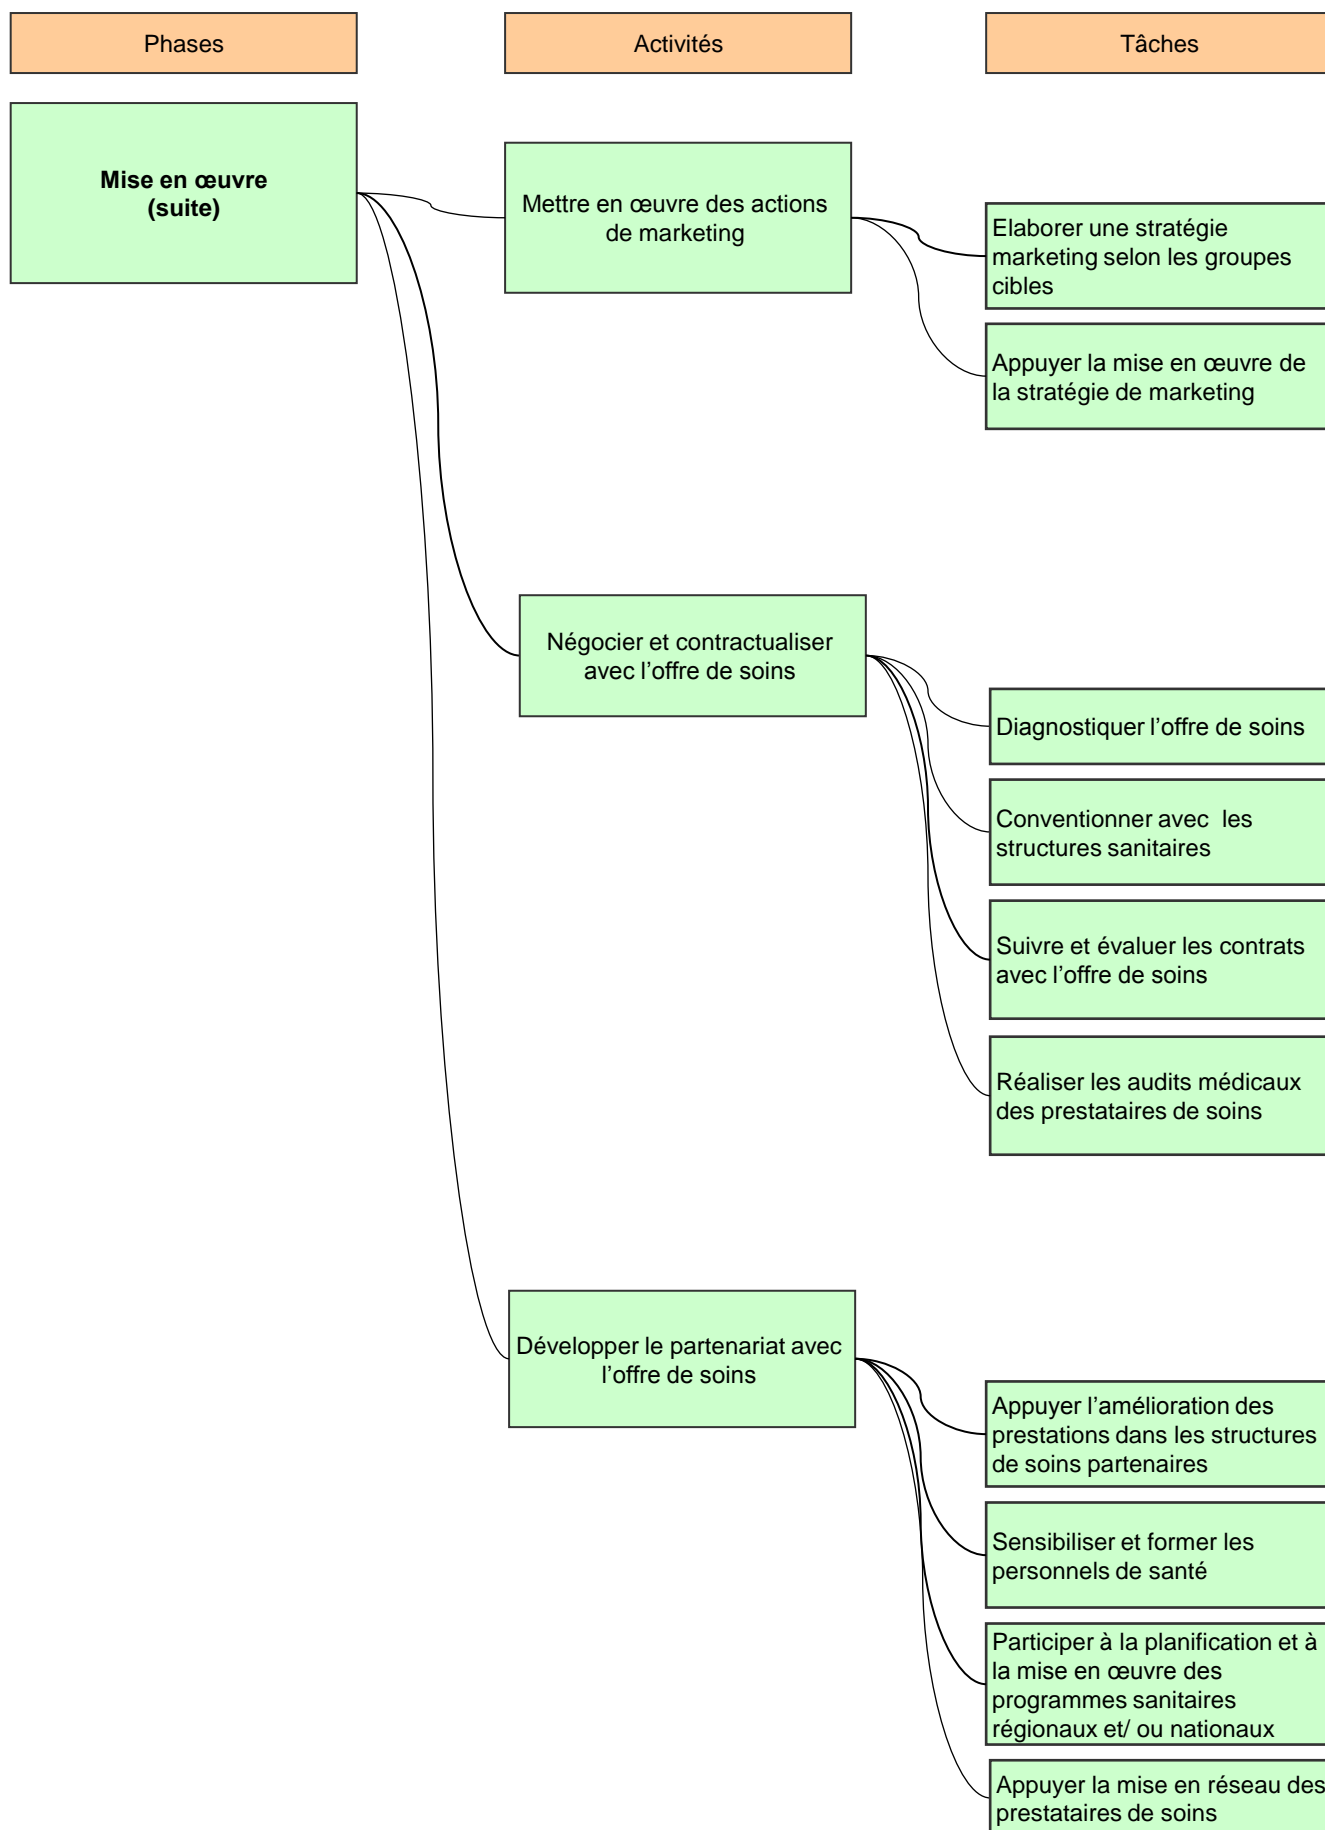 Phases
Activités
Tâches
Mise en œuvre
(suite)
Mettre en œuvre des actions
de marketing
Elaborer une stratégie
marketing selon les groupes
cibles
Appuyer la mise en œuvre de
la stratégie de marketing
Négocier et contractualiser
avec l’offre de soins
Diagnostiquer l’offre de soins
Conventionner avec  les
structures sanitaires
Suivre et évaluer les contrats
avec l’offre de soins
Réaliser les audits médicaux
des prestataires de soins
Développer le partenariat avec
l’offre de soins
Appuyer l’amélioration des
prestations dans les structures
de soins partenaires
Sensibiliser et former les
personnels de santé
Participer à la planification et à
la mise en œuvre des
programmes sanitaires
régionaux et/ ou nationaux
Appuyer la mise en réseau des
prestataires de soins